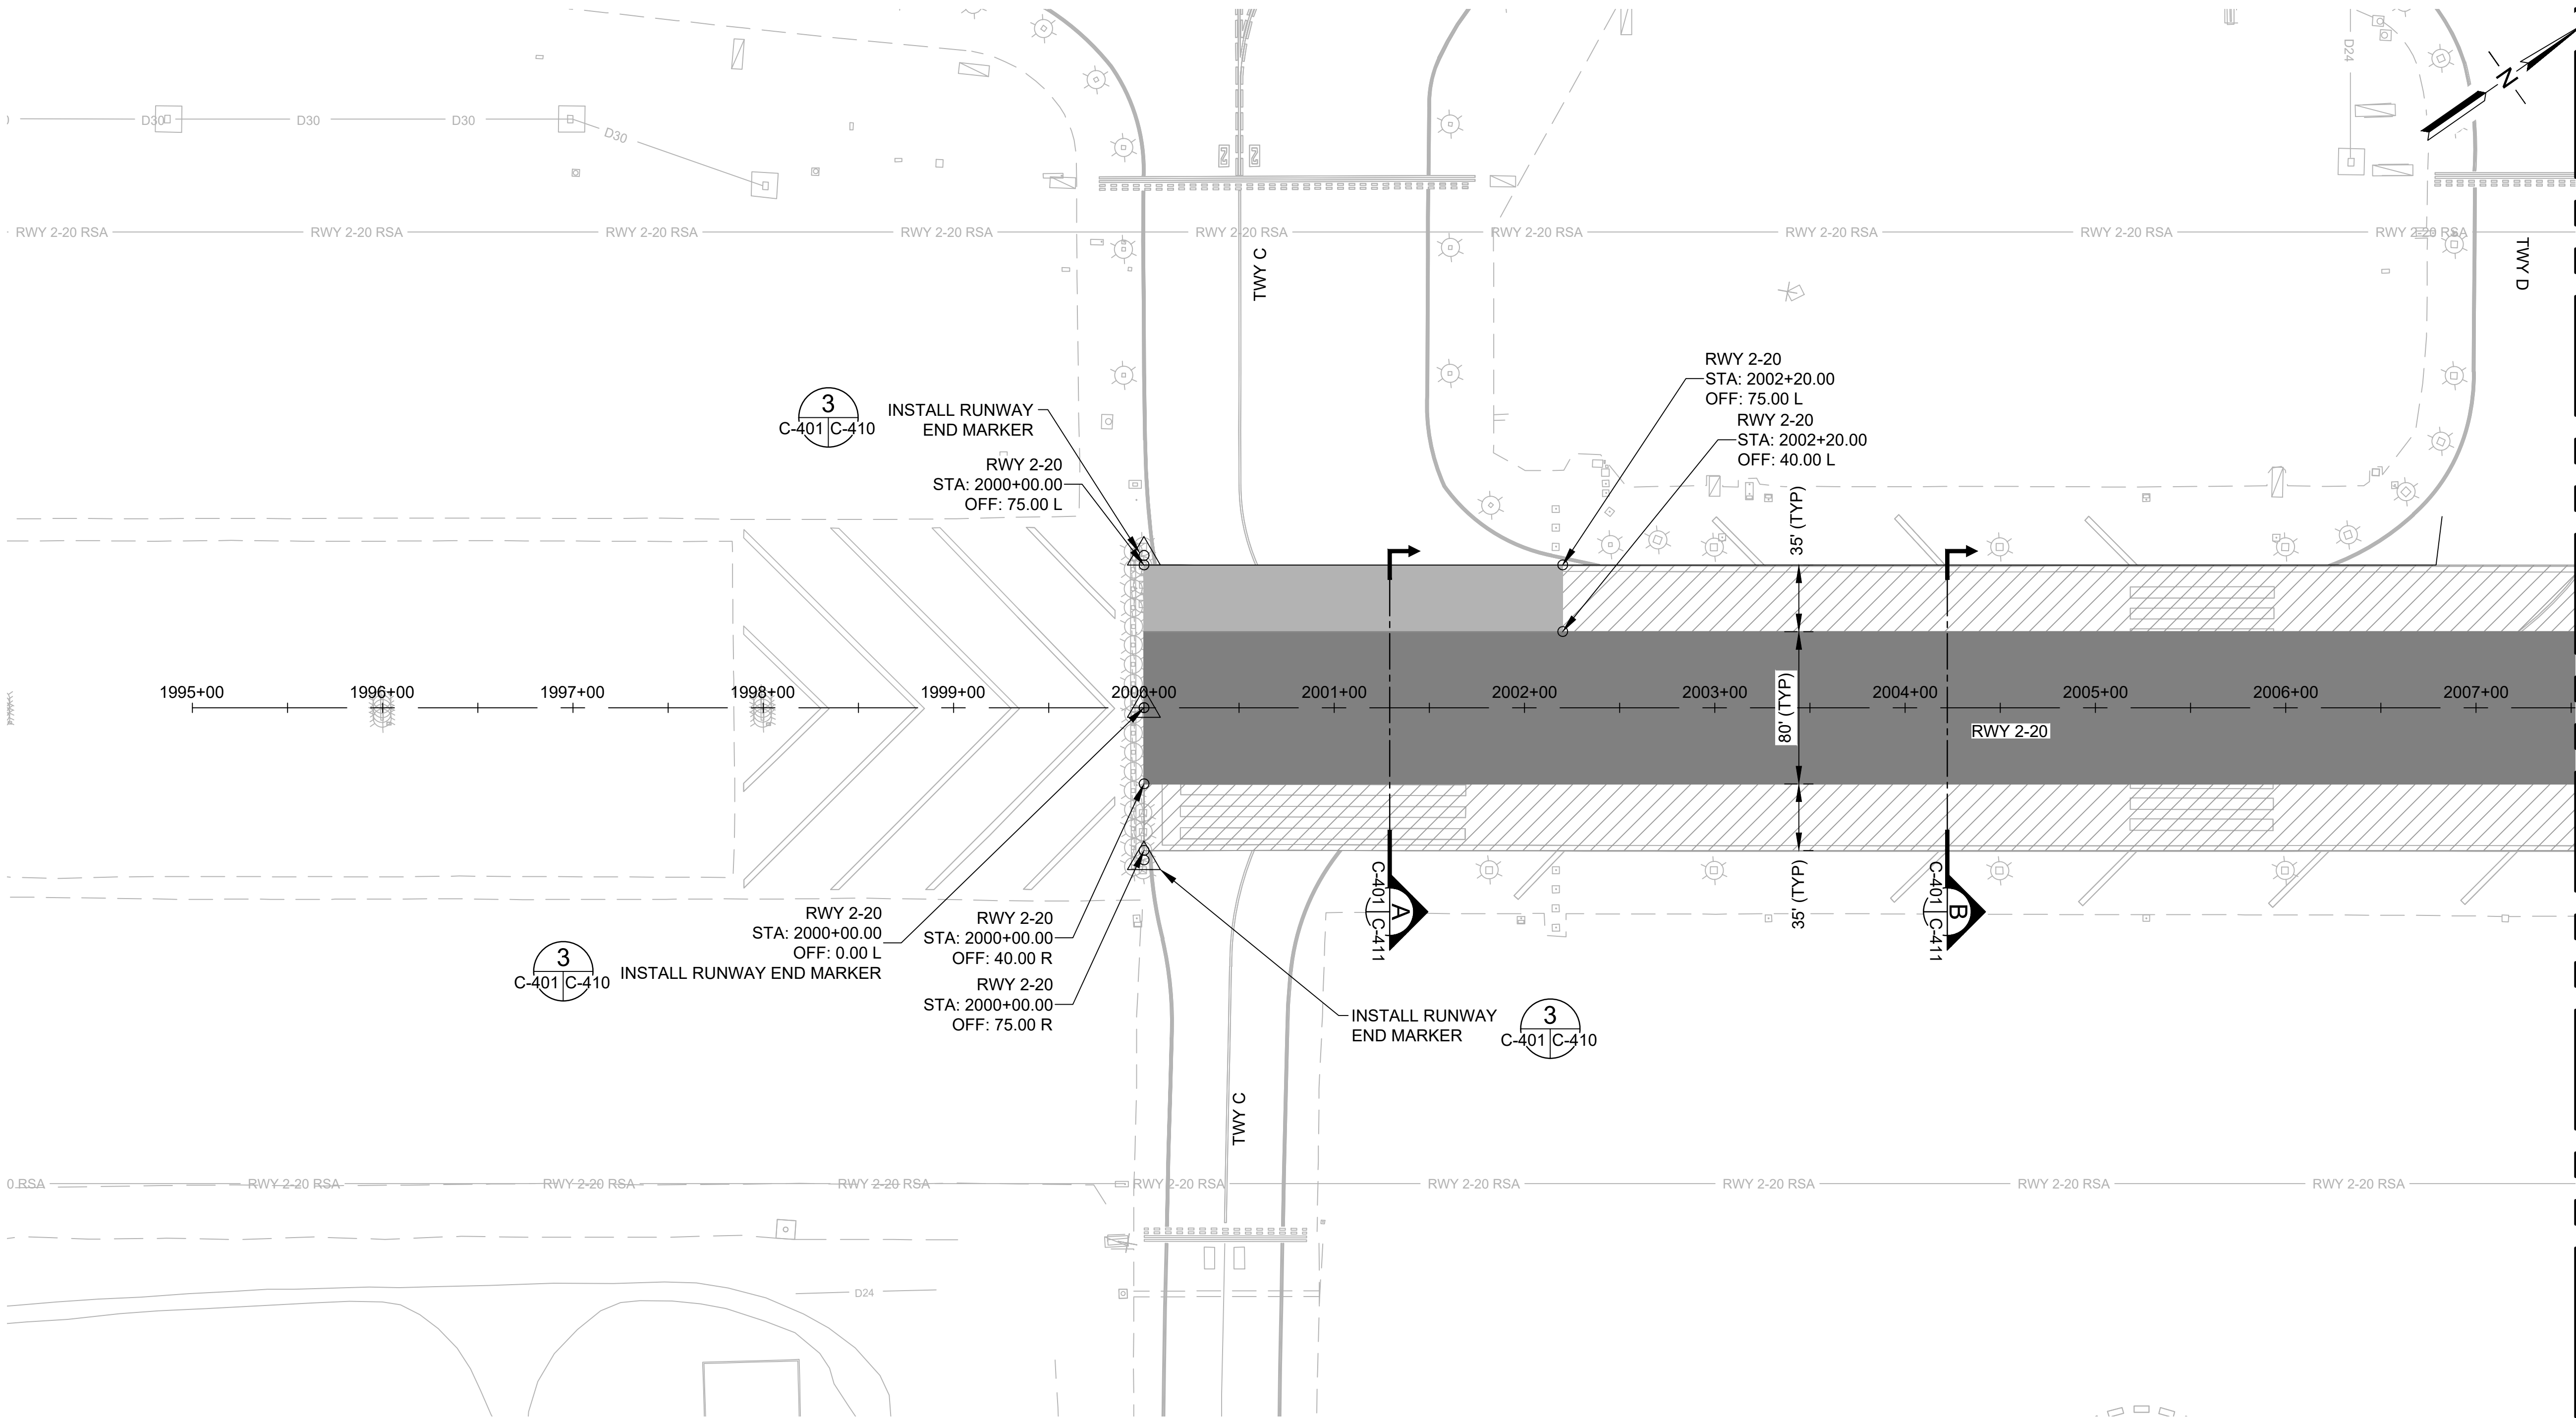 D24
N
D30
D30
D30
D30
RWY 2-20 RSA
RWY 2-20 RSA
RWY 2-20 RSA
RWY 2-20 RSA
RWY 2-20 RSA
RWY 2-20 RSA
RWY 2-20 RSA
RWY 2-20 RSA
RWY 2-20 RSA
TWY C
TWY D
3
C-401 C-410
INSTALL RUNWAY
END MARKER
RWY 2-20
STA: 2000+00.00
OFF: 75.00 L
RWY 2-20
STA: 2002+20.00
OFF: 75.00 L
RWY 2-20
STA: 2002+20.00
OFF: 40.00 L
35' (TYP)
1995+00
1996+00
1997+00
1998+00
1999+00
2000+00
2001+00
2002+00
2003+00
2004+00
2005+00
2006+00
2007+00
80' (TYP)
RWY 2-20
35' (TYP)
A
C-401 C-411
B
C-401 C-411
RWY 2-20
STA: 2000+00.00
OFF: 0.00 L
INSTALL RUNWAY END MARKER
3
C-401 C-410
RWY 2-20
STA: 2000+00.00
OFF: 40.00 R
RWY 2-20
STA: 2000+00.00
OFF: 75.00 R
INSTALL RUNWAY
END MARKER
3
C-401 C-410
TWY C
0 RSA
RWY 2-20 RSA
RWY 2-20 RSA
RWY 2-20 RSA
RWY 2-20 RSA
RWY 2-20 RSA
RWY 2-20 RSA
RWY 2-20 RSA
RWY 2-20 RSA
D24